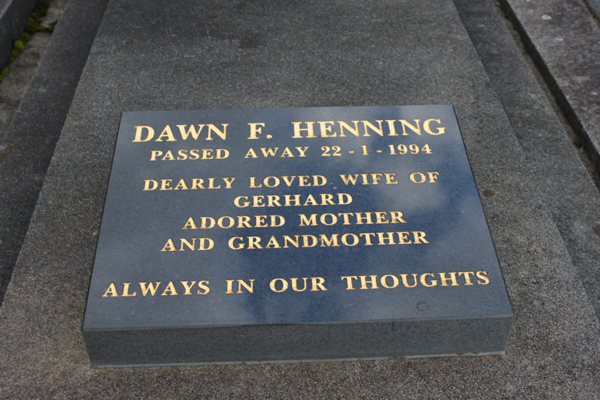 DAWN F. HENNING
PASSED AWAY 22-1-1994
DEARLY LOVED WIFE OF
GERHARD
ADORED MOTHER
AND GRANDMOTHER
ALWAYS IN OUR THOUGHTS